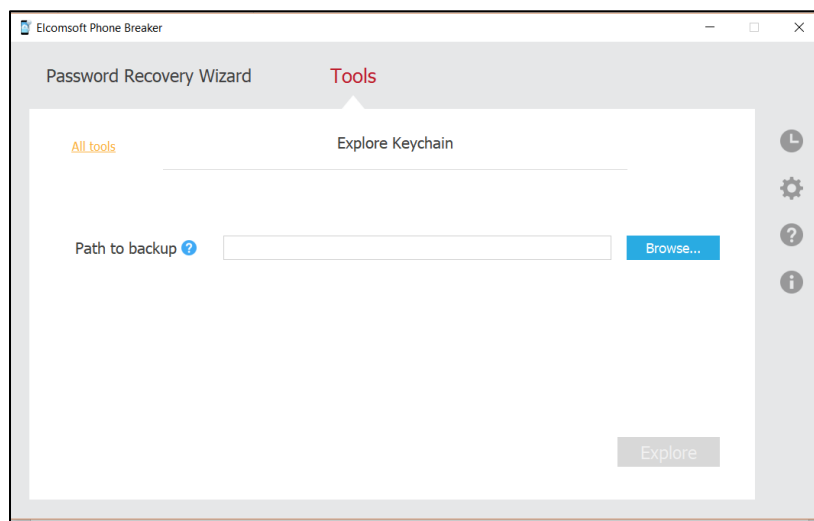 Elcomsoft Phone Breaker
Password Recovery Wizard Tools
All tools Explore Keychain
Path to backup ? Browse...
Explore